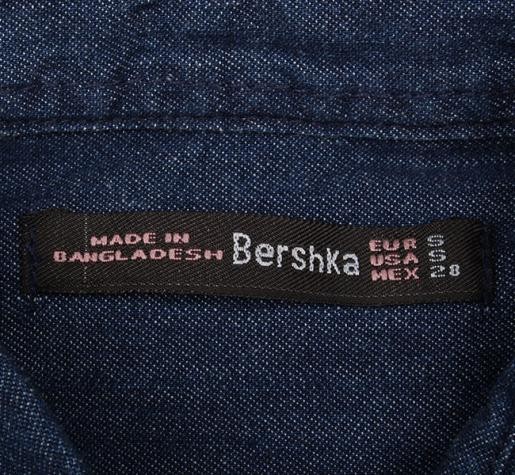 MADE IN
BANGLADESH
Bershka
EUR S
USA S
MEX 28